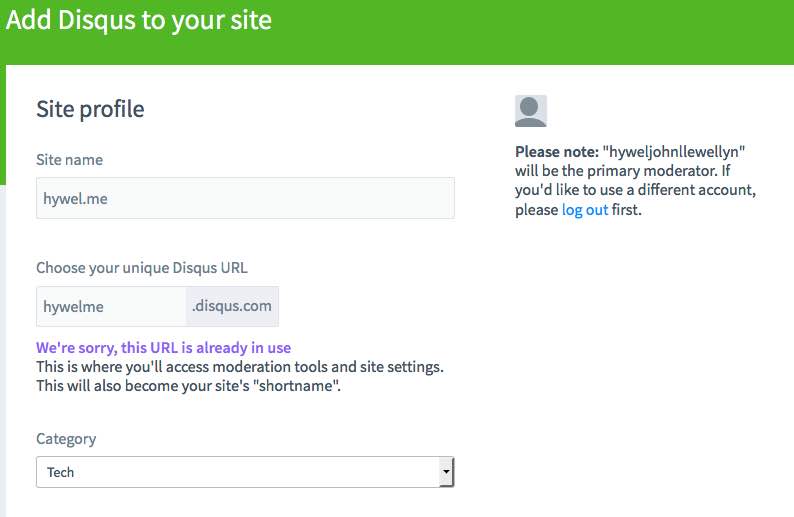 Add Disqus to your site
Site profile
Site name
hywel.me
Choose your unique Disqus URL
hywelme .disqus.com
We're sorry, this URL is already in use
This is where you'll access moderation tools and site settings.
This will also become your site's "shortname".
Category
Tech
Please note: "hyweljohnllewellyn"
will be the primary moderator. If
you'd like to use a different account,
please log out first.